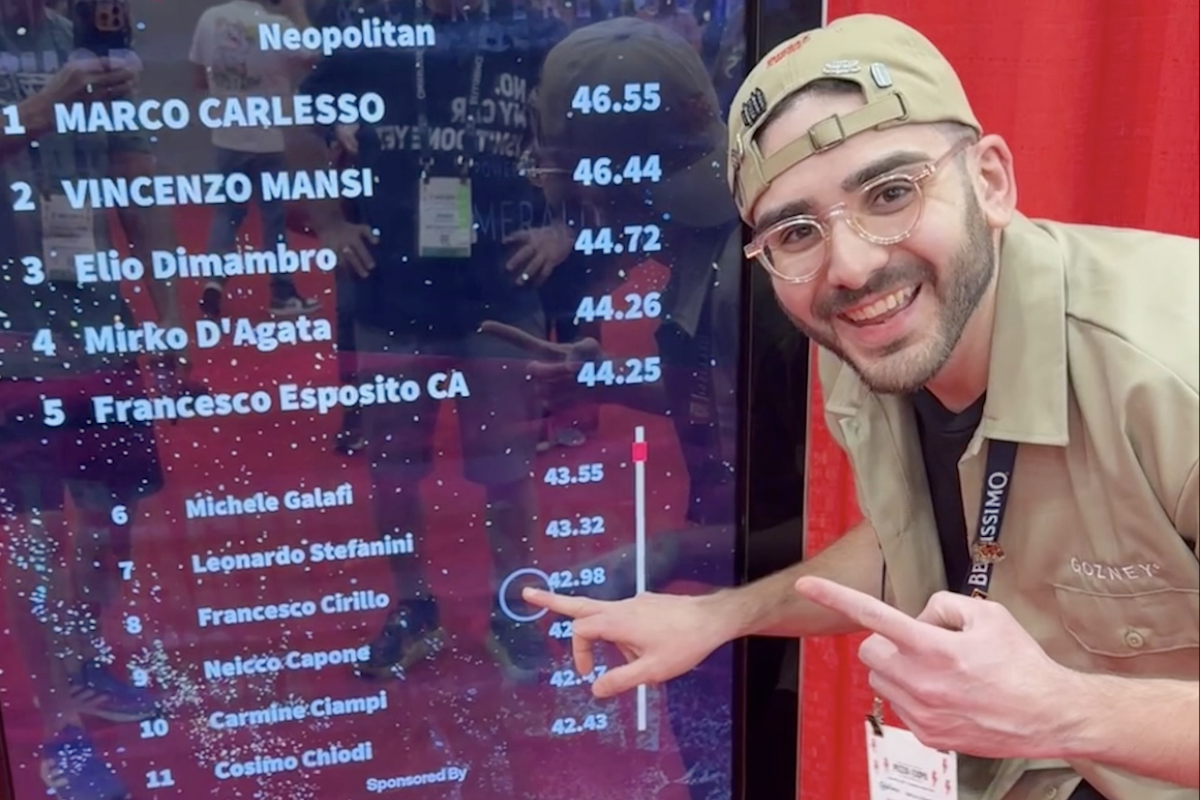 Neopolitan
1 MARCO CARLESSO 46.55
2 VINCENZO MANSI 46.44
3 Elio Dimambro 44.72
4 Mirko D'Agata 44.26
5 Francesco Esposito CA 44.25
6 Michele Galafi 43.55
7 Leonardo Stefanini 43.32
8 Francesco Cirillo 42.98
9 Neicco Capone
10 Carmine Ciampi
11 Cosimo Chiodi 42.43
Sponsored By
GOZNEY